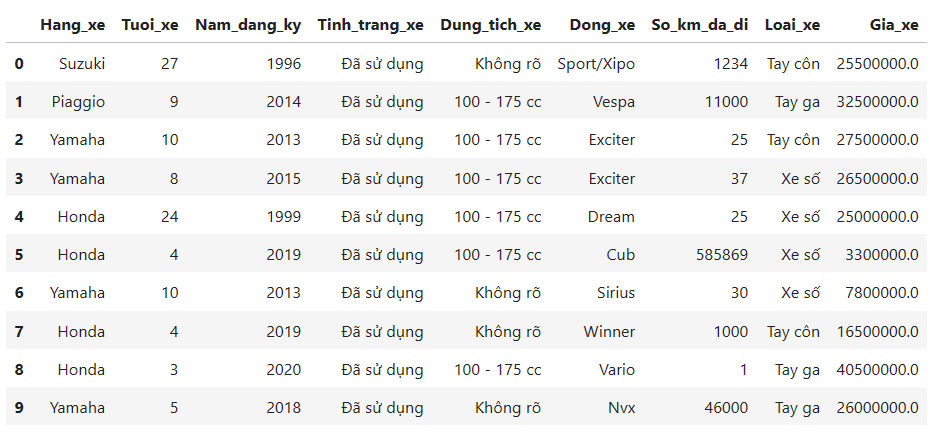 Hang_xe Tuoi_xe Nam_dang_ky Tinh_trang_xe Dung_tich_xe Dong_xe So_km_da_di Loai_xe Gia_xe
0 Suzuki 27 1996 Đã sử dụng Không rõ Sport/Xipo 1234 Tay côn 25500000.0
1 Piaggio 9 2014 Đã sử dụng 100 - 175 cc Vespa 11000 Tay ga 32500000.0
2 Yamaha 10 2013 Đã sử dụng 100 - 175 cc Exciter 25 Tay côn 27500000.0
3 Yamaha 8 2015 Đã sử dụng 100 - 175 cc Exciter 37 Xe số 26500000.0
4 Honda 24 1999 Đã sử dụng 100 - 175 cc Dream 25 Xe số 25000000.0
5 Honda 4 2019 Đã sử dụng 100 - 175 cc Cub 585869 Xe số 3300000.0
6 Yamaha 10 2013 Đã sử dụng Không rõ Sirius 30 Xe số 7800000.0
7 Honda 4 2019 Đã sử dụng Không rõ Winner 1000 Tay côn 16500000.0
8 Honda 3 2020 Đã sử dụng 100 - 175 cc Vario 1 Tay ga 40500000.0
9 Yamaha 5 2018 Đã sử dụng Không rõ Nvx 46000 Tay ga 26000000.0